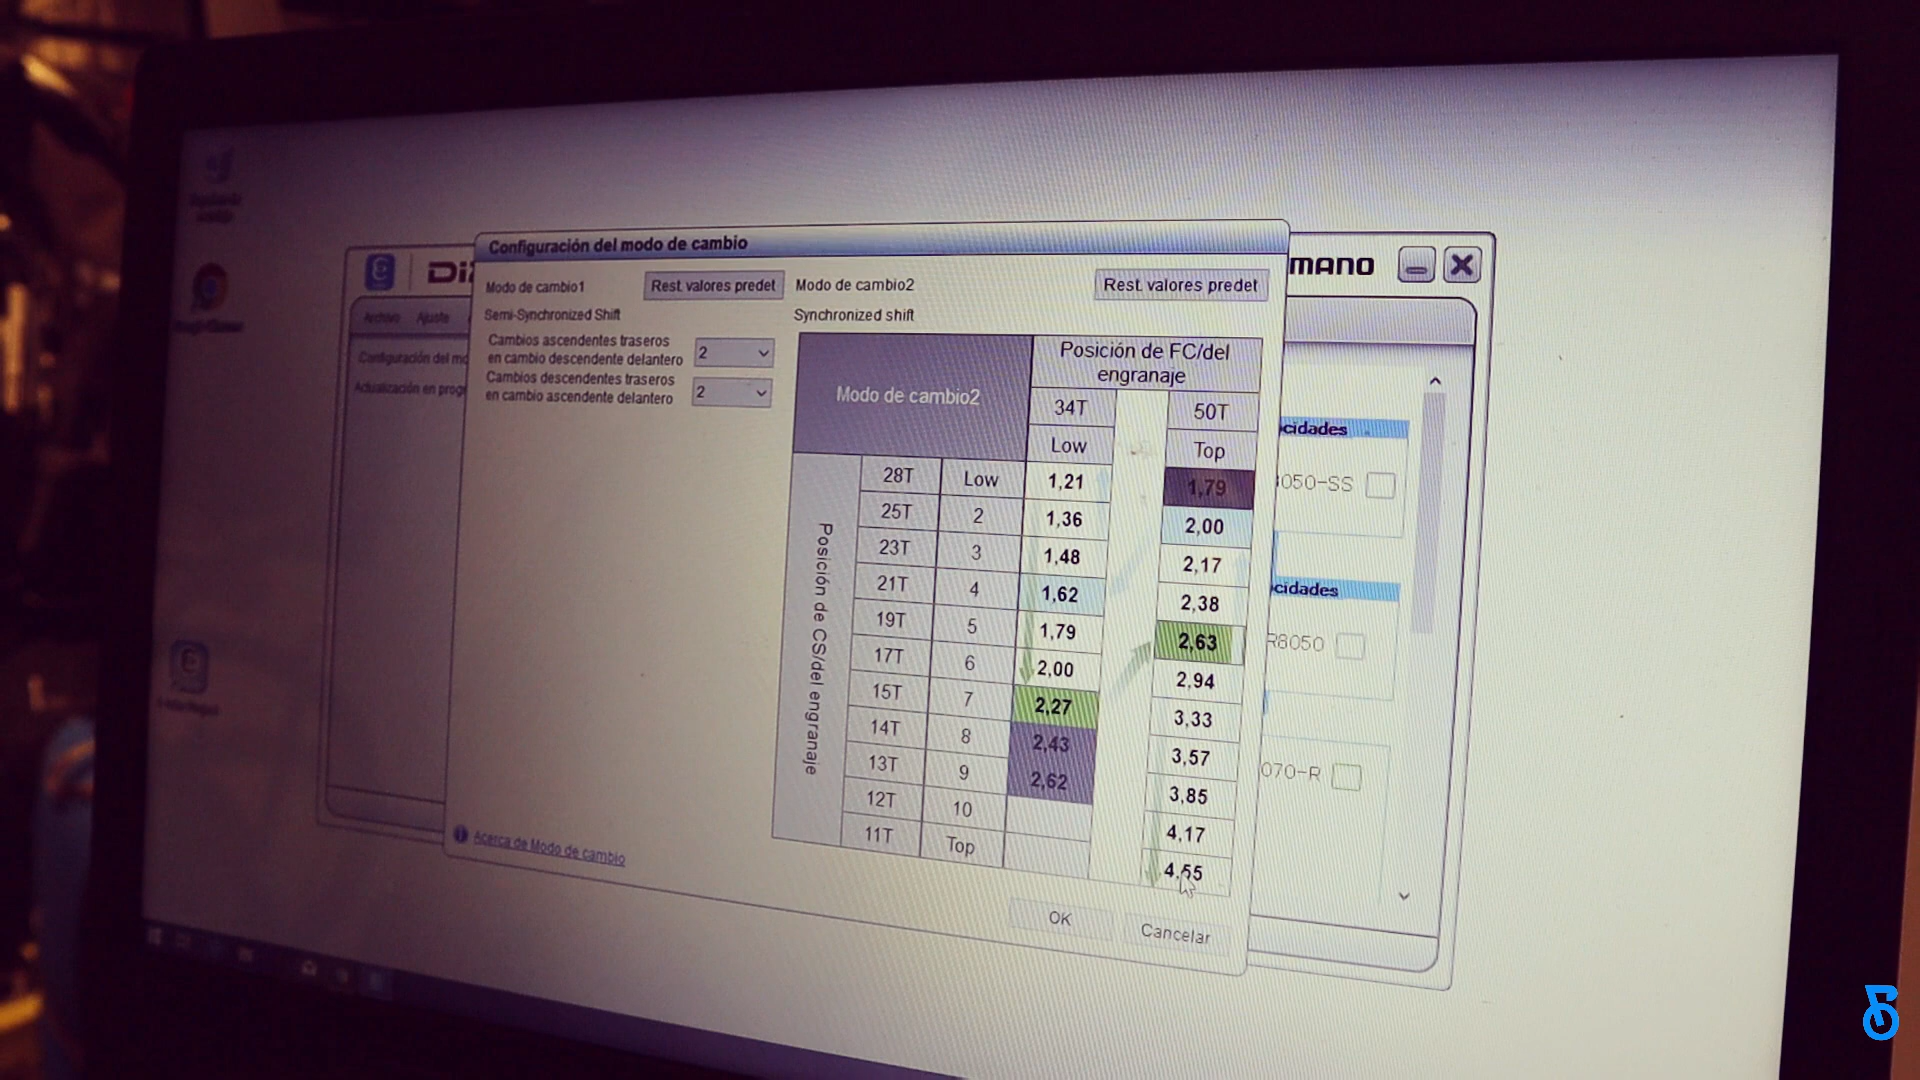 Configuración del modo de cambio
Modo de cambio1
Rest. valores predet
Modo de cambio2
Rest. valores predet
Semi-Synchronized Shift
Synchronized shift
Cambios ascendentes traseros
en cambio descendente delantero
2
Cambios descendentes traseros
en cambio ascendente delantero
2
Modo de cambio2
Posición de FC/del
engranaje
34T 50T
Low Top
Posición de CS/del engranaje
28T Low 1,21 1,79
25T 2 1,36 2,00
23T 3 1,48 2,17
21T 4 1,62 2,38
19T 5 1,79 2,63
17T 6 2,00 2,94
15T 7 2,27 3,33
14T 8 2,43 3,57
13T 9 2,62 3,85
12T 10 4,17
11T Top 4,55
Acerca de Modo de cambio
OK
Cancelar
Archivo Ajuste
Configuración del mo
Actualización en prog
MANO
cidades
050-SS
cidades
R8050
070-R